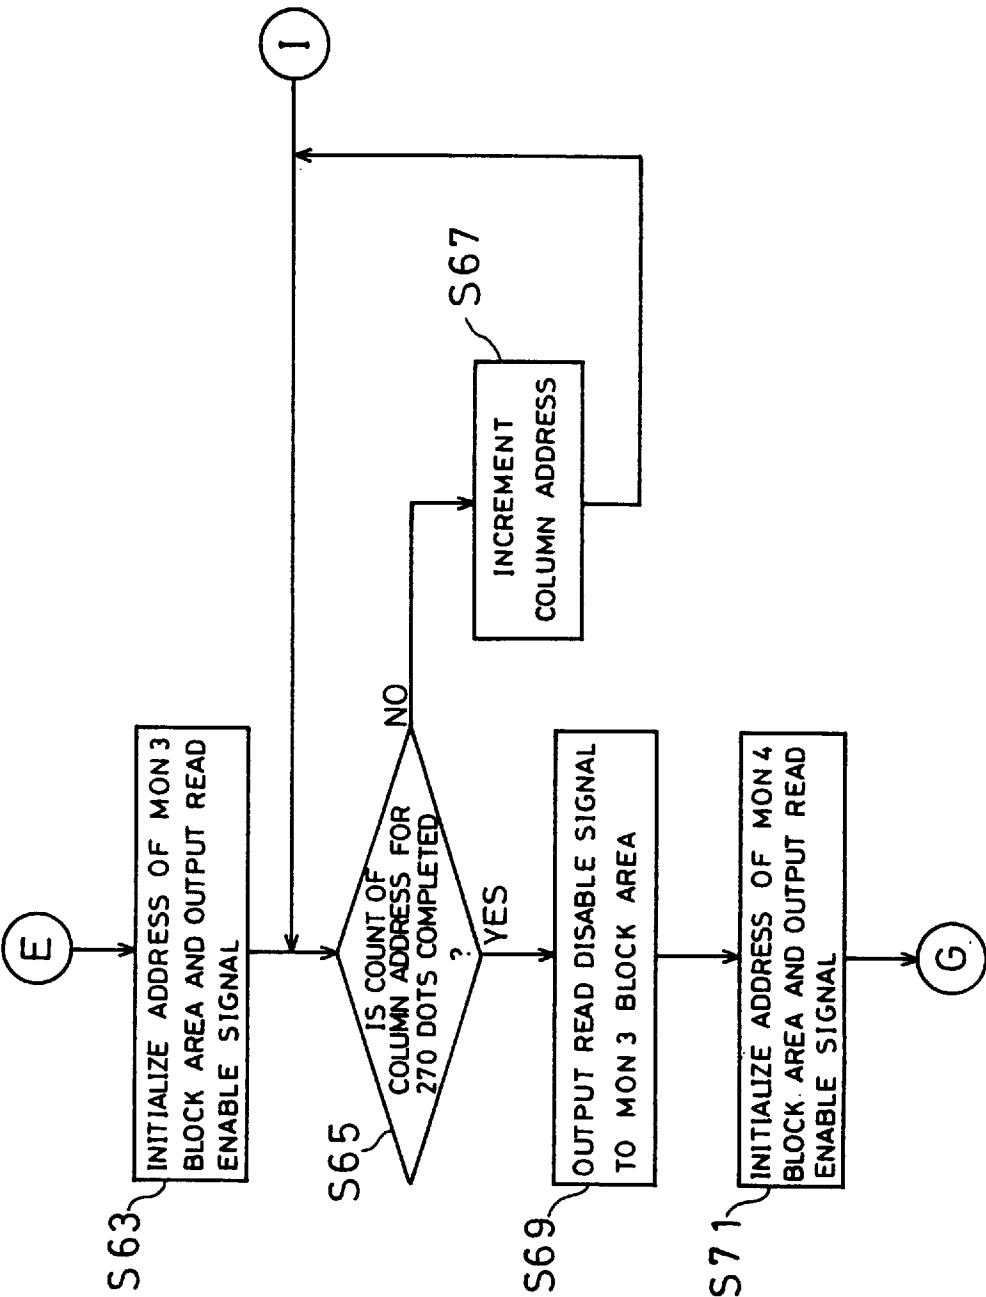 E
S63
INITIALIZE ADDRESS OF MON 3
BLOCK AREA AND OUTPUT READ
ENABLE SIGNAL
I
S65
IS COUNT OF
COLUMN ADDRESS FOR
270 DOTS COMPLETED
?
NO
S67
INCREMENT
COLUMN ADDRESS
YES
S69
OUTPUT READ DISABLE SIGNAL
TO MON 3 BLOCK AREA
S71
INITIALIZE ADDRESS OF MON 4
BLOCK. AREA AND OUTPUT READ
ENABLE SIGNAL
G